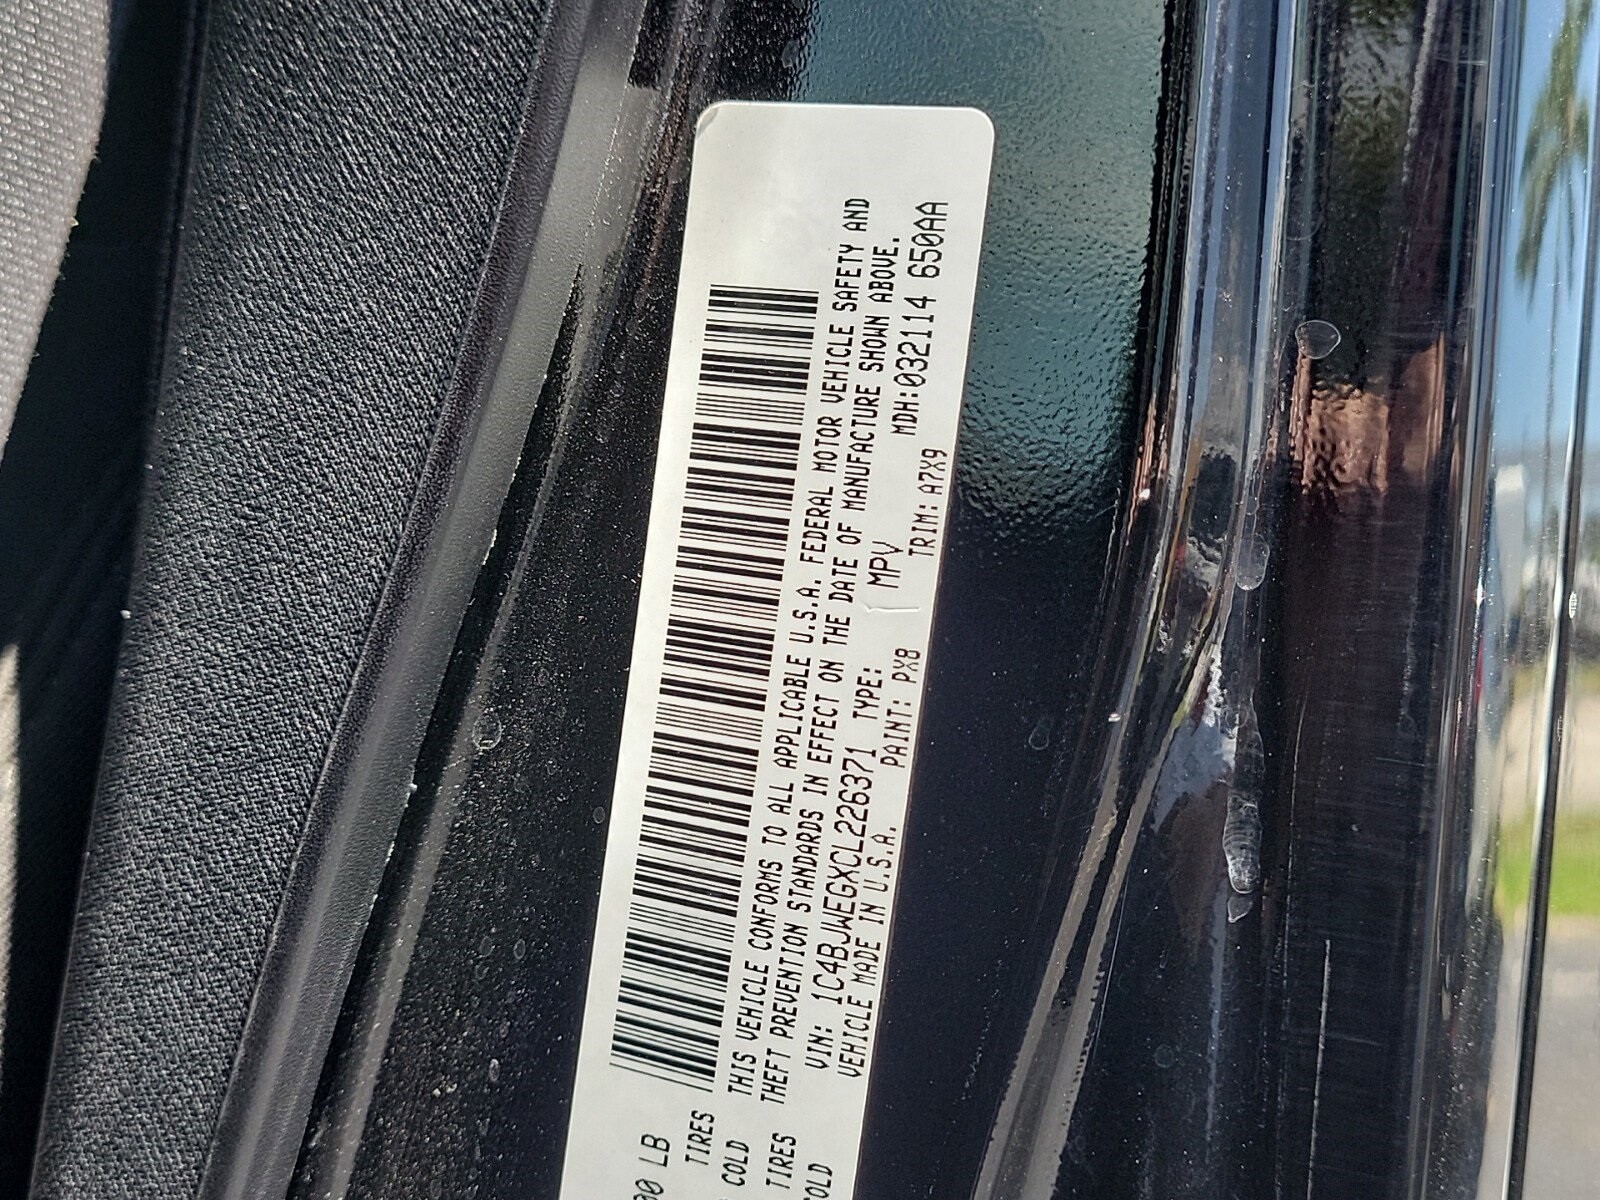 00 LB
TIRES
COLD
THIS VEHICLE CONFORMS TO ALL APPLICABLE U.S.A. FEDERAL MOTOR VEHICLE SAFETY AND
TIRES
THEFT PREVENTION STANDARDS IN EFFECT ON THE DATE OF MANUFACTURE SHOWN ABOVE.
COLD
VIN: 1C4BJWEGXCL226371 TYPE: MPV MDH:032114 650AA
VEHICLE MADE IN U.S.A. PAINT: PX8 TRIM: A7X9